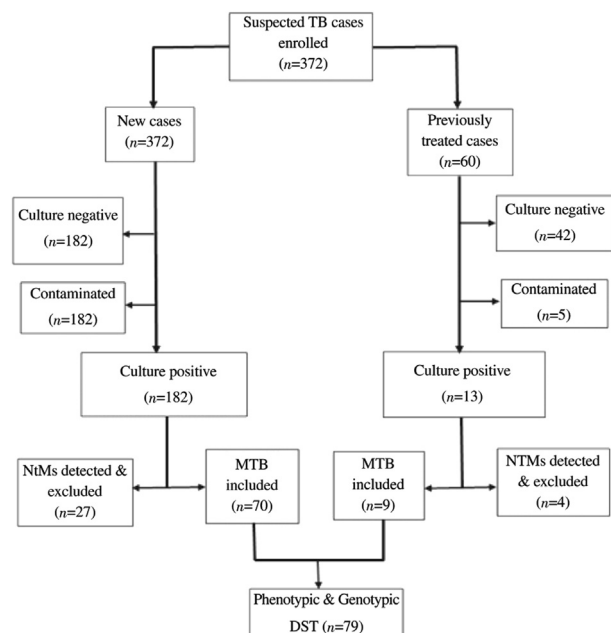 Suspected TB cases
enrolled
(n=372)
New cases
(n=372)
Previously
treated cases
(n=60)
Culture negative
(n=182)
Culture negative
(n=42)
Contaminated
(n=182)
Contaminated
(n=5)
Culture positive
(n=182)
Culture positive
(n=13)
NtMs detected &
excluded
(n=27)
MTB
included
(n=70)
MTB
included
(n=9)
NTMs detected
& excluded
(n=4)
Phenotypic & Genotypic
DST (n=79)